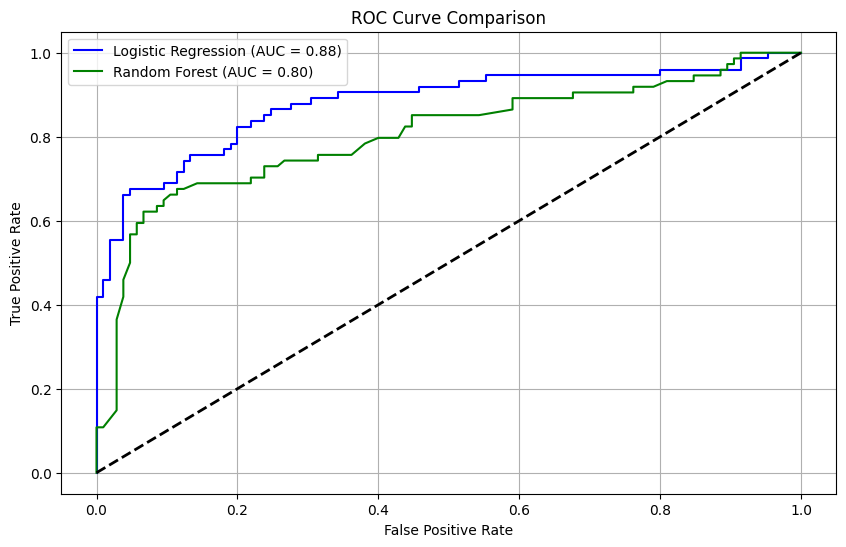 ROC Curve Comparison
Logistic Regression (AUC = 0.88)
Random Forest (AUC = 0.80)
True Positive Rate
1.0
0.8
0.6
0.4
0.2
0.0
0.0 0.2 0.4 0.6 0.8 1.0
False Positive Rate